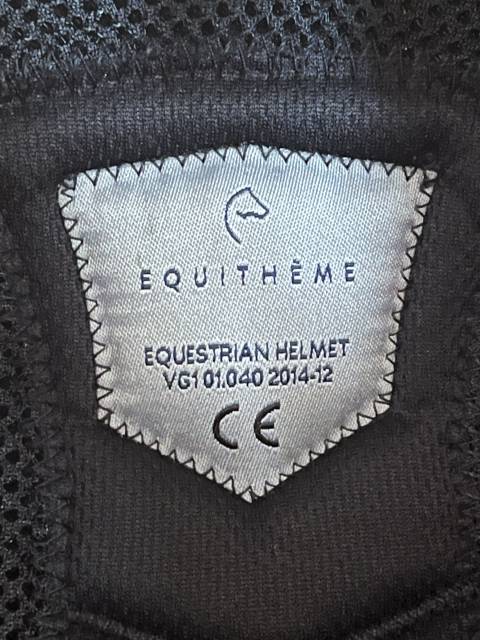 EQUITHÈME
EQUESTRIAN HELMET
VG1 01.040 2014-12
CE